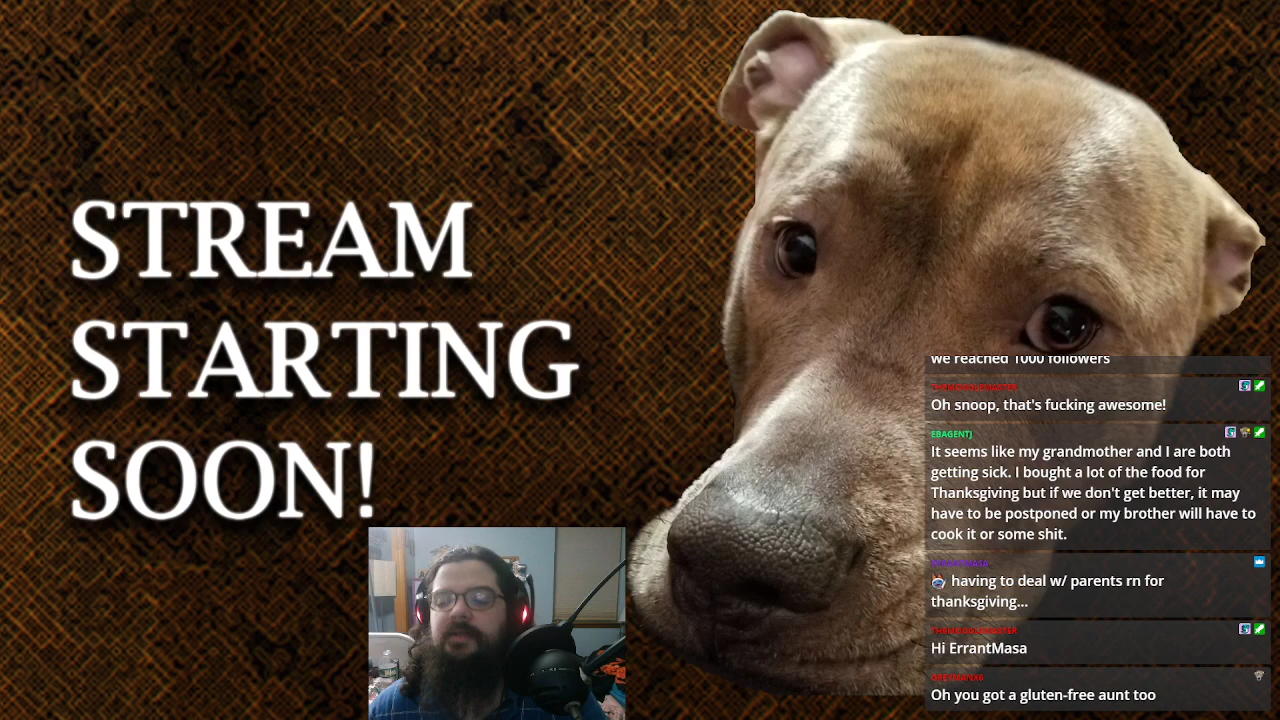 STREAM
STARTING
SOON!
we reached 1000 followers
Oh snoop, that's fucking awesome!
EBAGENTJ
It seems like my grandmother and I are both
getting sick. I bought a lot of the food for
Thanksgiving but if we don't get better, it may
have to be postponed or my brother will have to
cook it or some shit.
having to deal w/ parents rn for
thanksgiving...
Hi ErrantMasa
Oh you got a gluten-free aunt too